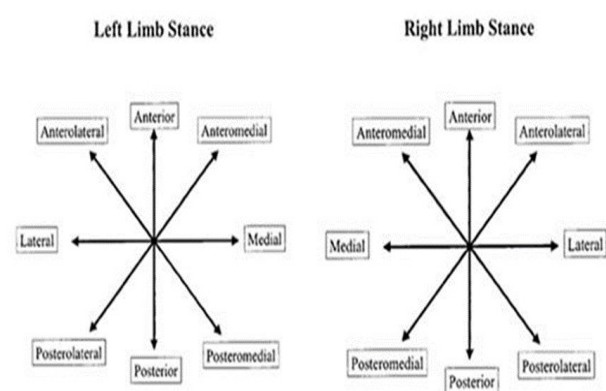 Left Limb Stance
Anterior
Anterolateral
Anteromedial
Lateral
Medial
Posterolateral
Posterior
Posteromedial
Right Limb Stance
Anterior
Anteromedial
Anterolateral
Medial
Lateral
Posteromedial
Posterior
Posterolateral